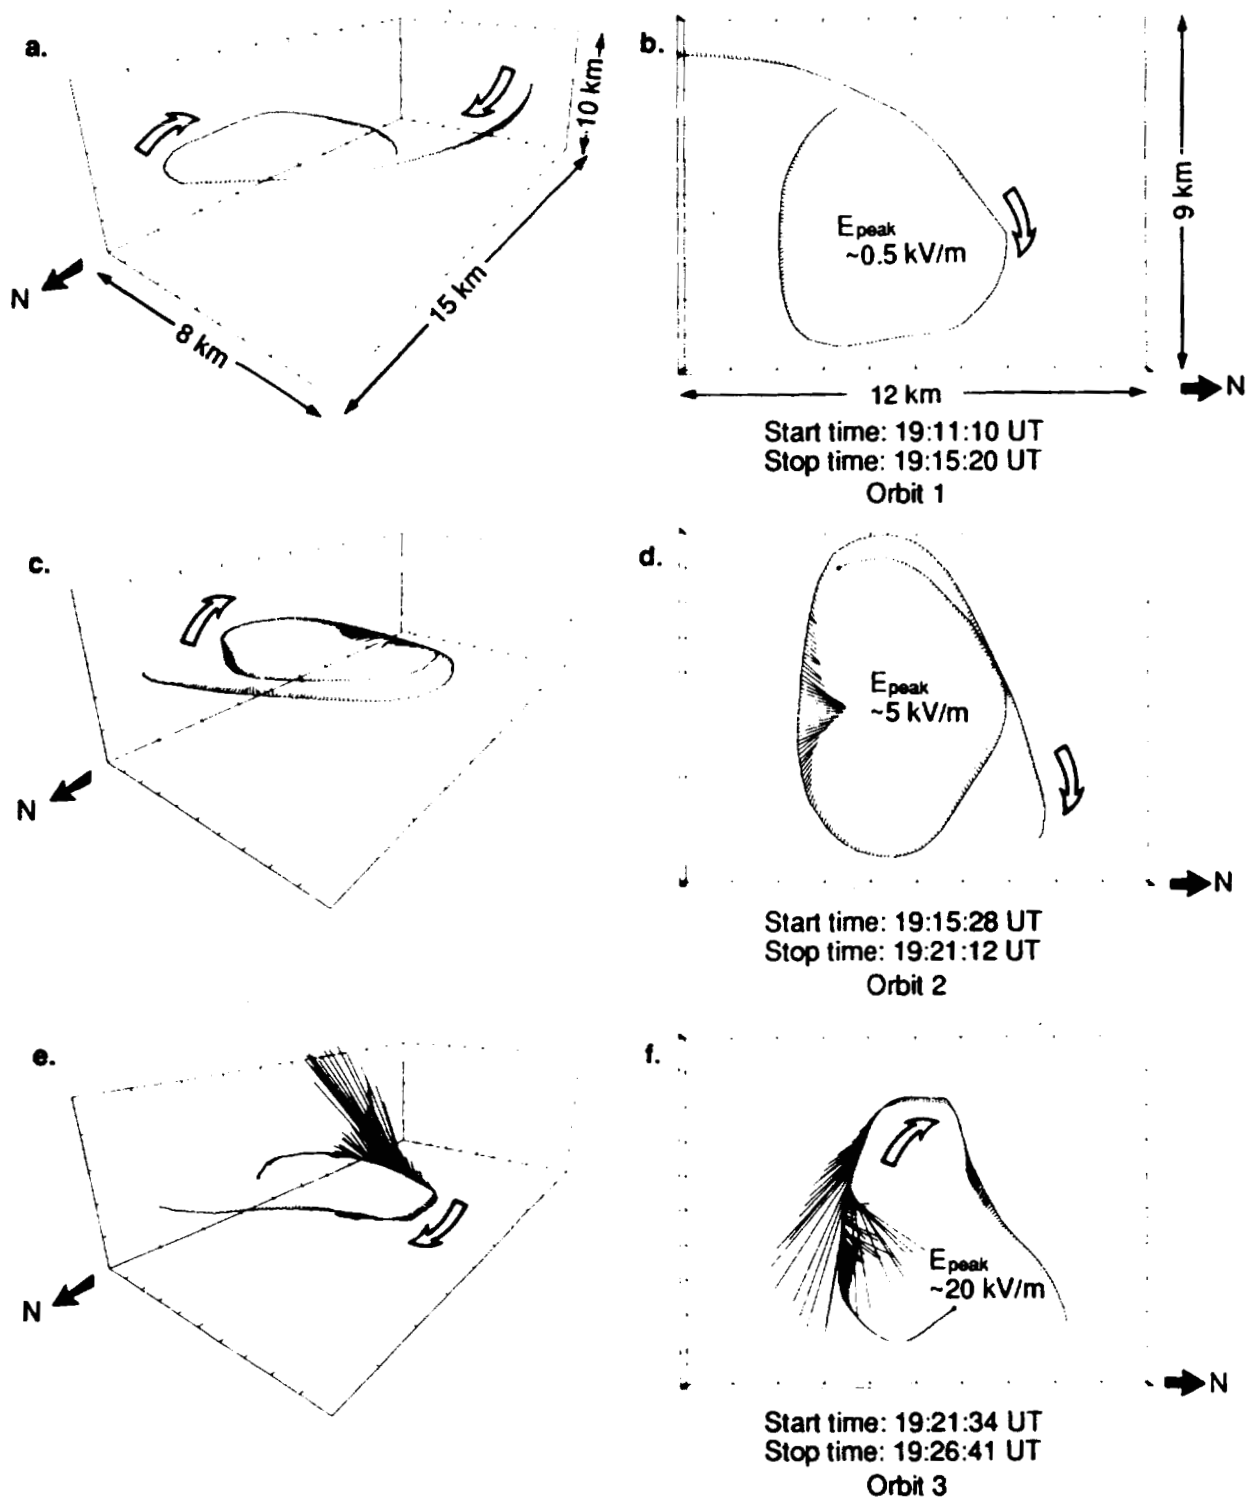 a.
10 km
15 km
8 km
N
b.
E peak
~0.5 kV/m
9 km
12 km
N
Start time: 19:11:10 UT
Stop time: 19:15:20 UT
Orbit 1
c.
N
d.
E peak
~5 kV/m
N
Start time: 19:15:28 UT
Stop time: 19:21:12 UT
Orbit 2
e.
N
f.
E peak
~20 kV/m
N
Start time: 19:21:34 UT
Stop time: 19:26:41 UT
Orbit 3